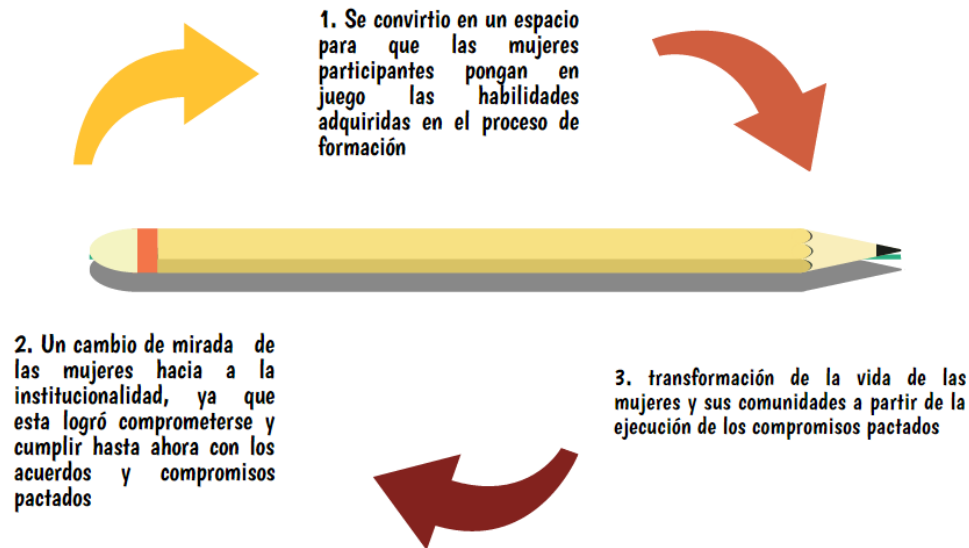 1. Se convirtio en un espacio
para que las mujeres
participantes pongan en
juego las habilidades
adquiridas en el proceso de
formación
2. Un cambio de mirada de
las mujeres hacia a la
institucionalidad, ya que
esta logró comprometerse y
cumplir hasta ahora con los
acuerdos y compromisos
pactados
3. transformación de la vida de las
mujeres y sus comunidades a partir de la
ejecución de los compromisos pactados